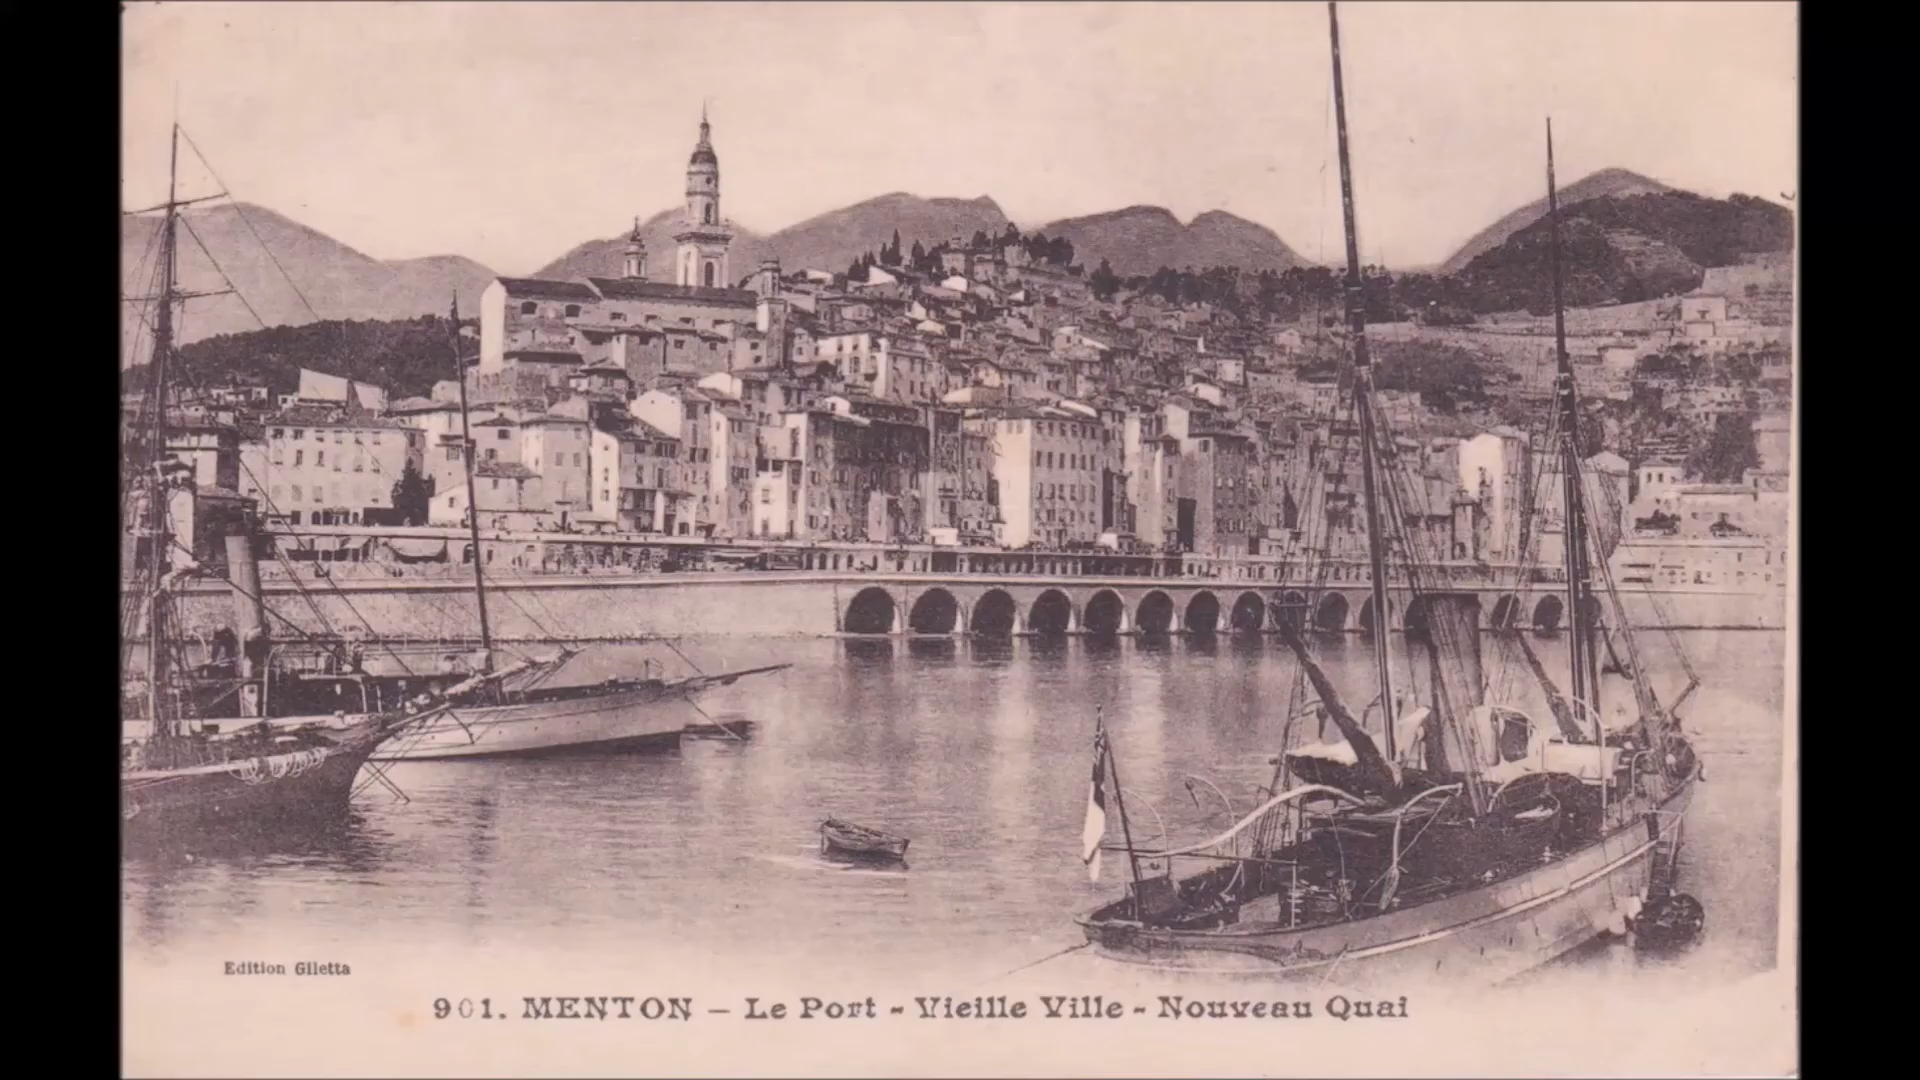 Edition Giletta
901. MENTON – Le Port - Vieille Ville - Nouveau Quai